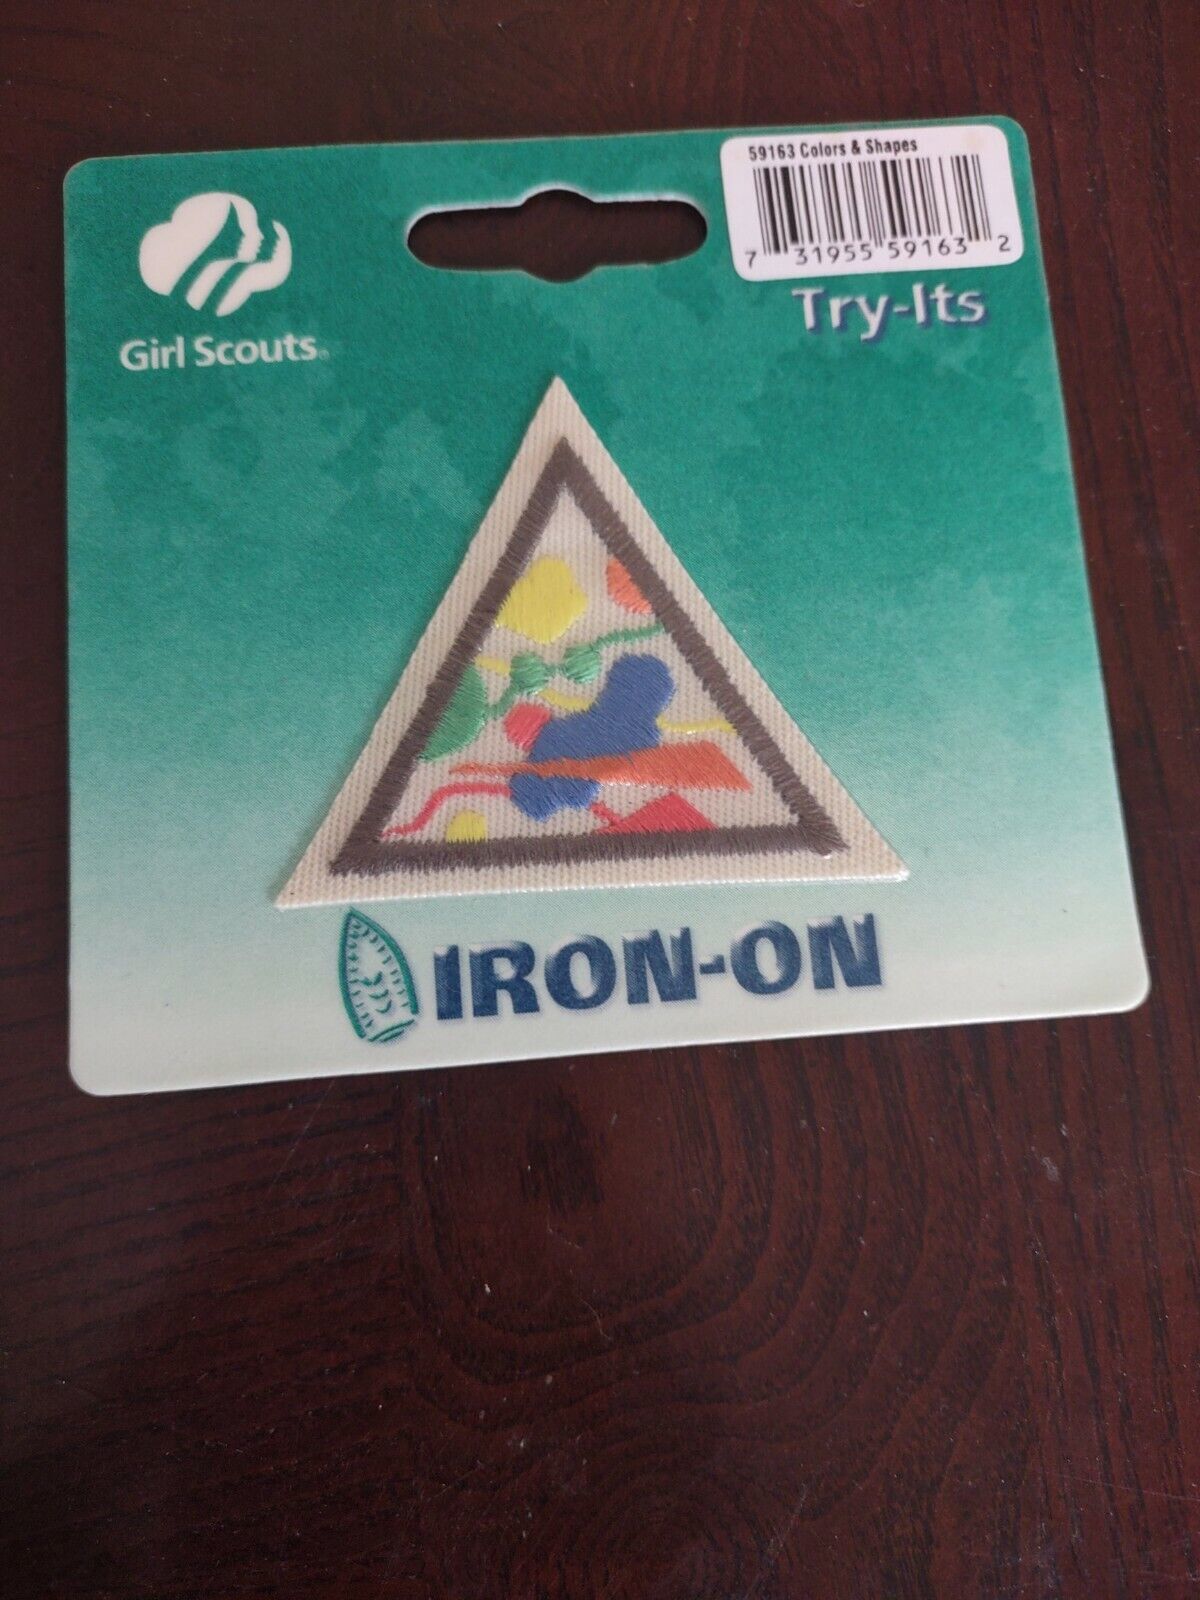 59163 Colors & Shapes
7 31955 59163 2
Girl Scouts
Try-Its
IRON-ON